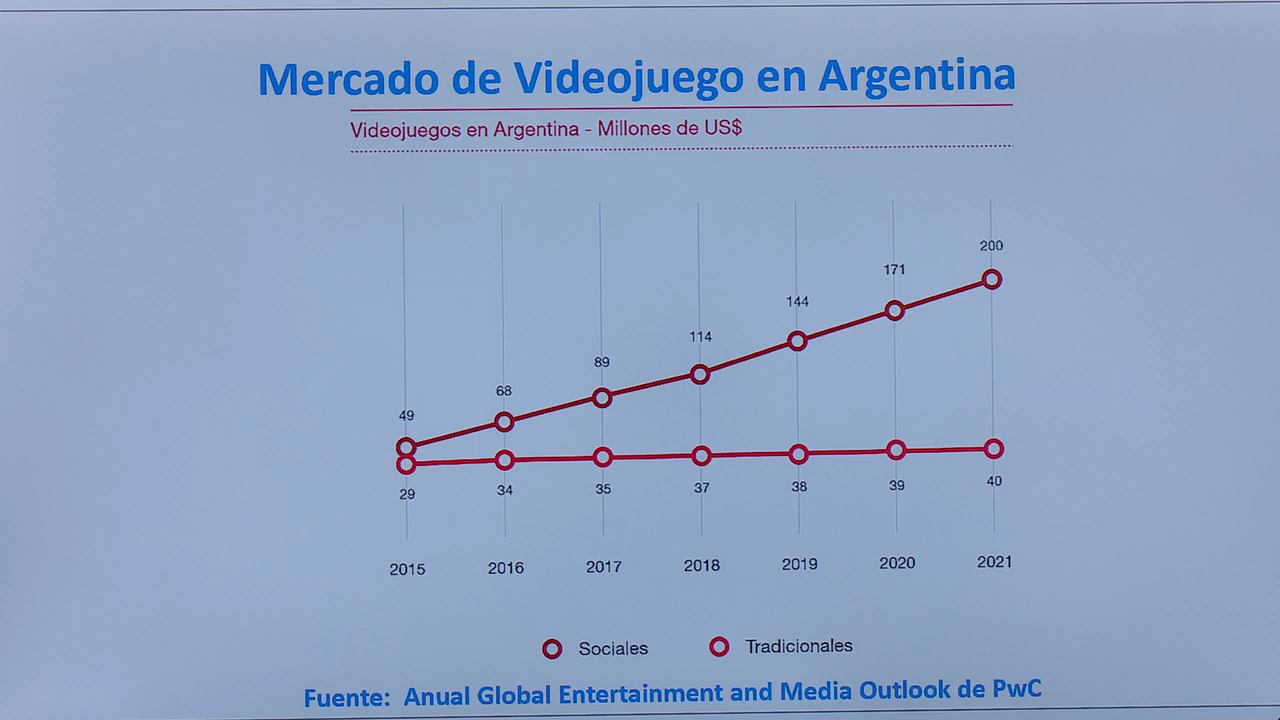 Mercado de Videojuego en Argentina
Videojuegos en Argentina - Millones de US$
200
171
144
114
89
68
49
29
34
35
37
38
39
40
2015 2016 2017 2018 2019 2020 2021
Sociales Tradicionales
Fuente: Anual Global Entertainment and Media Outlook de PwC